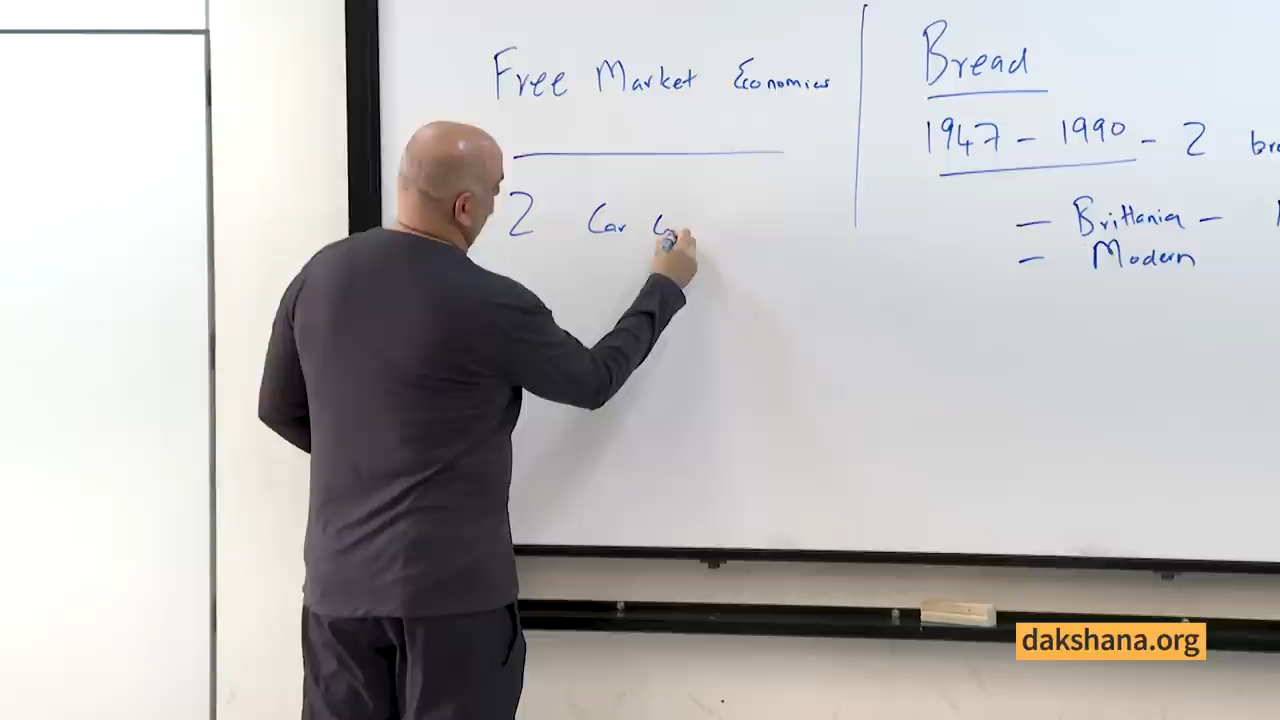 Free Market Economics
2 Car
Bread
1947 - 1990 - 2
- Brittania -
- Modern
dakshana.org